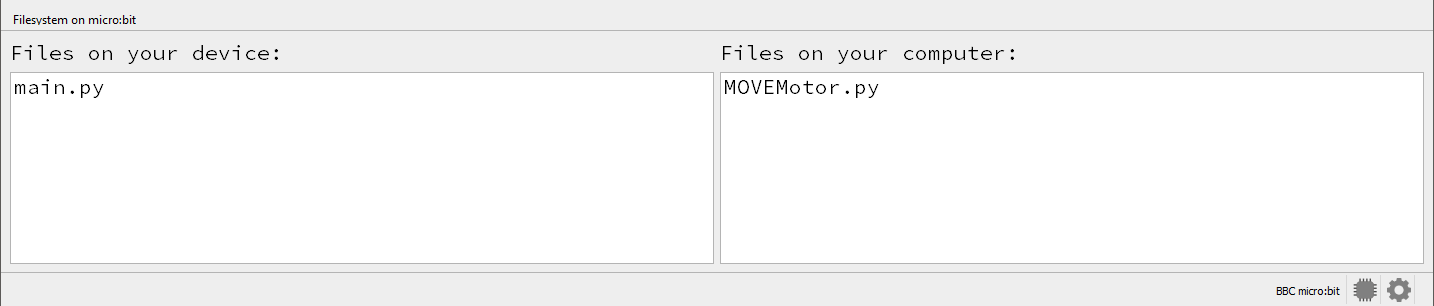 Filesystem on micro:bit
Files on your device:
Files on your computer:
main.py
MOVEMotor.py
BBC micro:bit